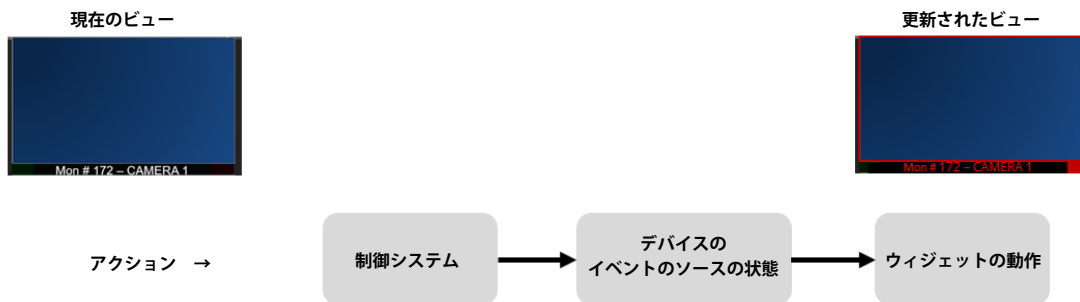 現在のビュー
更新されたビュー
Mon # 172 – CAMERA 1
Mon # 172 – CAMERA 1
アクション →
制御システム
デバイスの
イベントのソースの状態
ウィジェットの動作